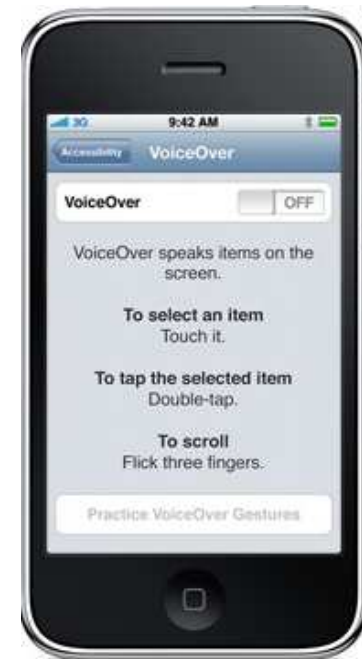 3G 9:42 AM
Accessibility VoiceOver
VoiceOver OFF
VoiceOver speaks items on the
screen.
To select an item
Touch it.
To tap the selected item
Double-tap.
To scroll
Flick three fingers.
Practice VoiceOver Gestures